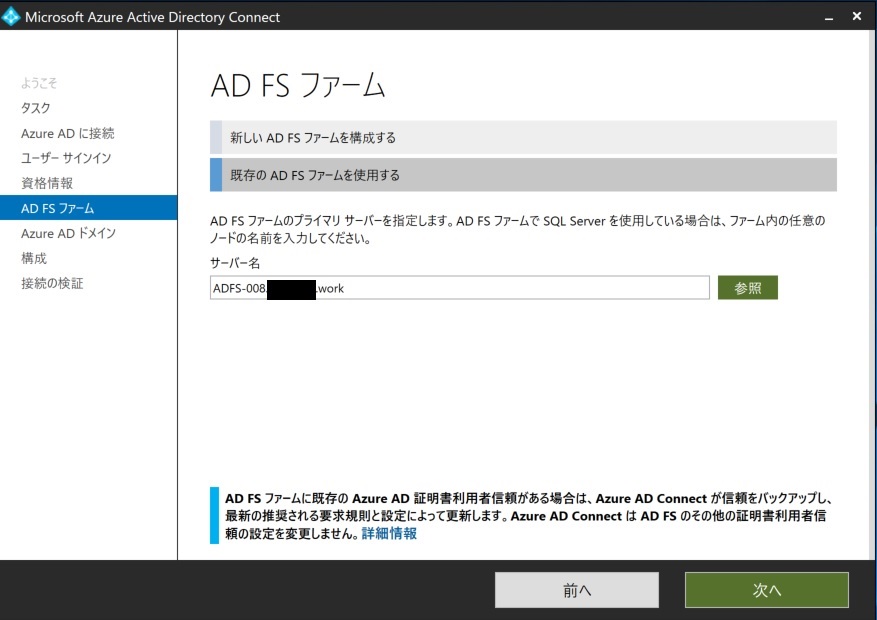 Microsoft Azure Active Directory Connect
ようこそ
タスク
Azure AD に接続
ユーザー サインイン
資格情報
AD FS ファーム
Azure AD ドメイン
構成
接続の検証
AD FS ファーム
新しい AD FS ファームを構成する
既存の AD FS ファームを使用する
AD FS ファームのプライマリ サーバーを指定します。AD FS ファームで SQL Server を使用している場合は、ファーム内の任意の
ノードの名前を入力してください。
サーバー名
ADFS-008. .work
参照
AD FS ファームに既存の Azure AD 証明書利用者信頼がある場合は、Azure AD Connect が信頼をバックアップし、
最新の推奨される要求規則と設定によって更新します。Azure AD Connect は AD FS のその他の証明書利用者信
頼の設定を変更しません。詳細情報
前へ
次へ